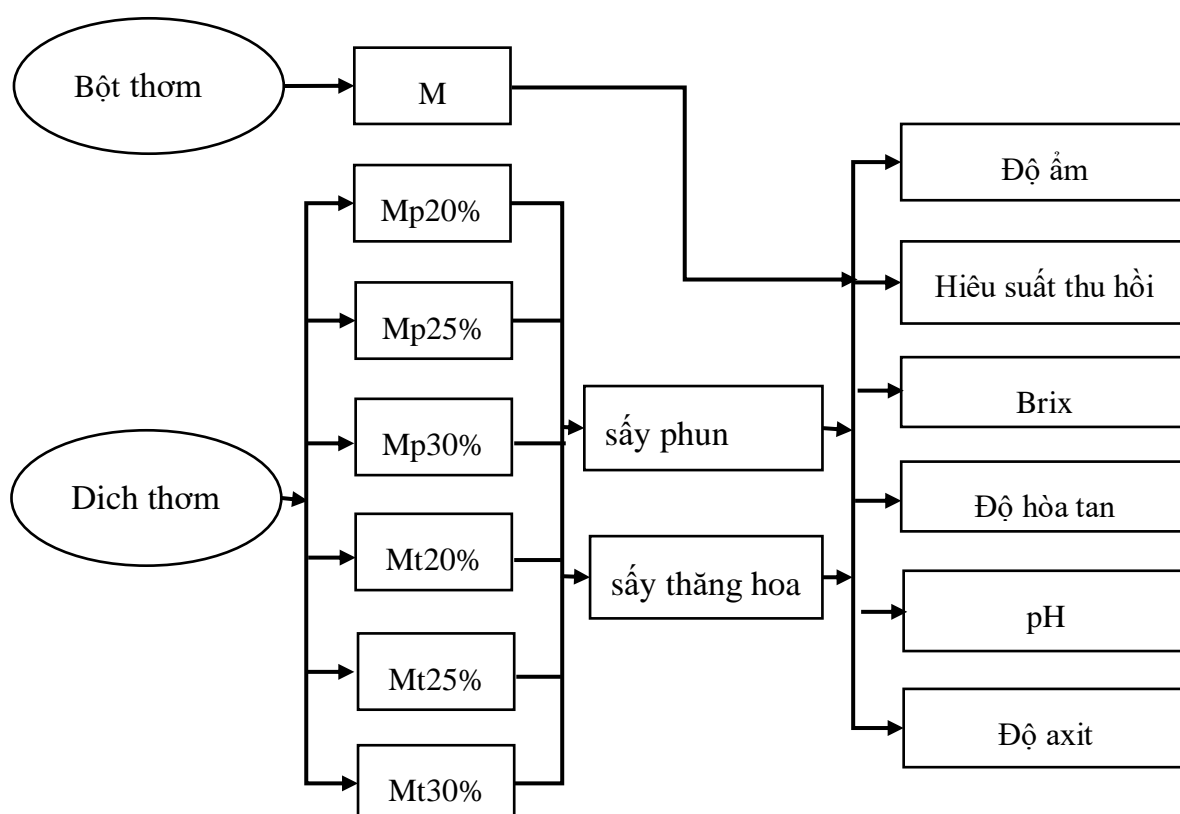 Bột thơm
M
Mp20%
Mp25%
Mp30%
Dich thơm
Mt20%
Mt25%
Mt30%
sấy phun
sấy thăng hoa
Độ ẩm
Hiêu suất thu hồi
Brix
Độ hòa tan
pH
Độ axit